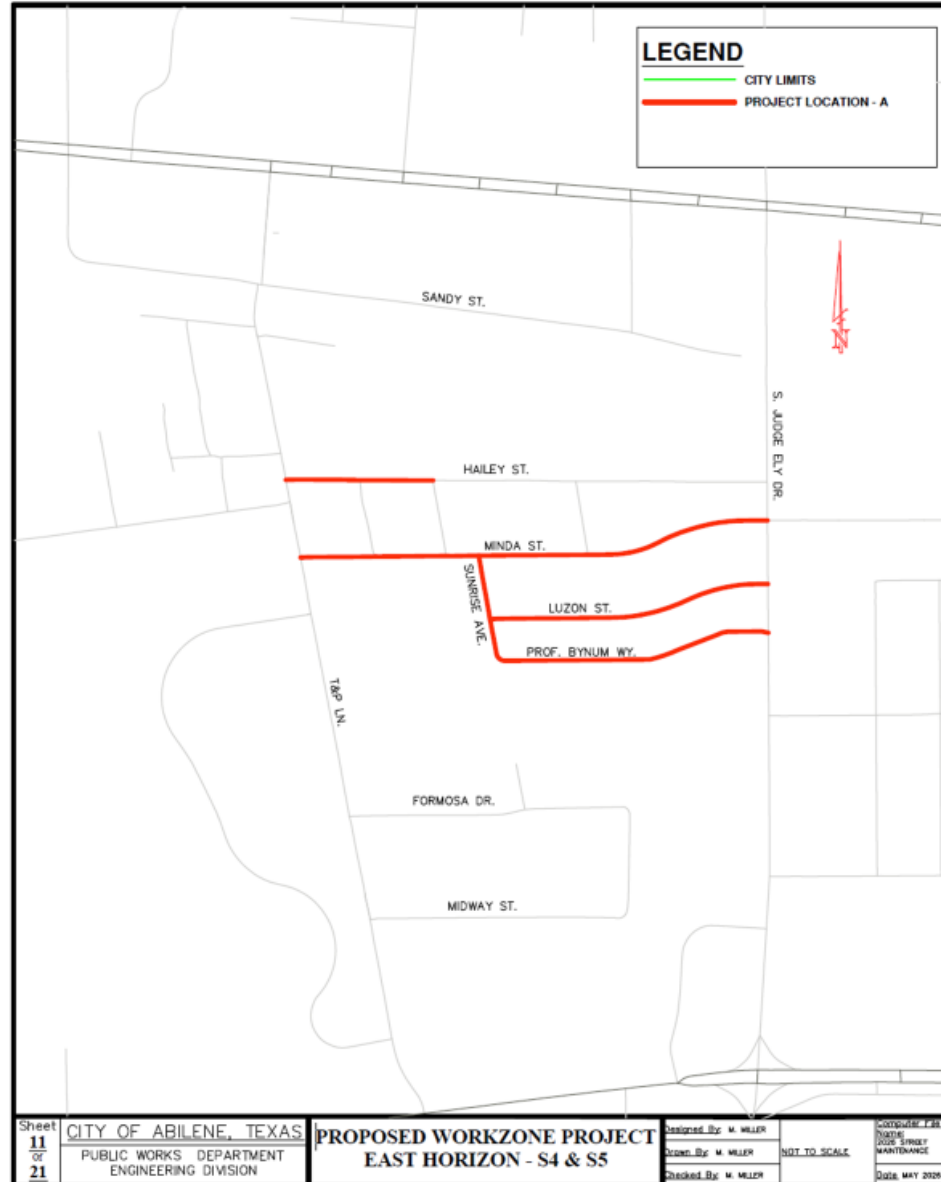 LEGEND
CITY LIMITS
PROJECT LOCATION - A
N
SANDY ST.
S. JUDGE ELY DR.
HAILEY ST.
MINDA ST.
SUNRISE AVE.
LUZON ST.
PROF. BYNUM WY.
T&P LN.
FORMOSA DR.
MIDWAY ST.
Sheet
11
or
21
CITY OF ABILENE, TEXAS
PUBLIC WORKS DEPARTMENT
ENGINEERING DIVISION
PROPOSED WORKZONE PROJECT
EAST HORIZON - S4 & S5
Designed By: M. MILLER
Drawn By: M. MILLER
Checked By: M. MILLER
NOT TO SCALE
Computer File
Name:
2026 STREET
MAINTENANCE
Date: MAY 2026